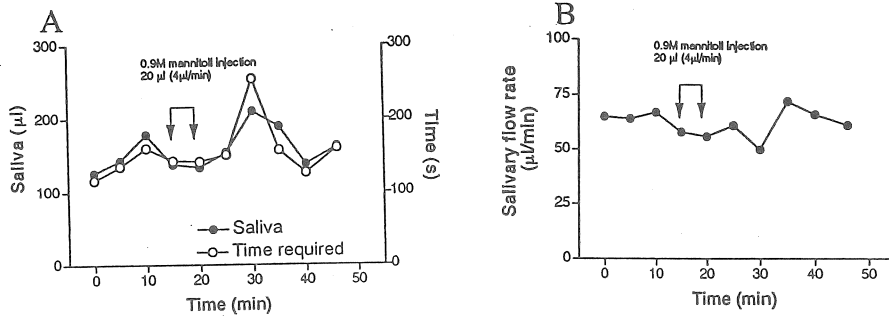 A
300
200
100
0
Saliva (µl)
0.9M mannitoll injection
20 µl (4µl/min)
Saliva
Time required
300
200
100
0
Time (s)
0
10
20
30
40
50
Time (min)
B
100
75
50
25
0
Salivary flow rate
(µl/min)
0.9M mannitoll injection
20 µl (4µl/min)
0
10
20
30
40
50
Time (min)